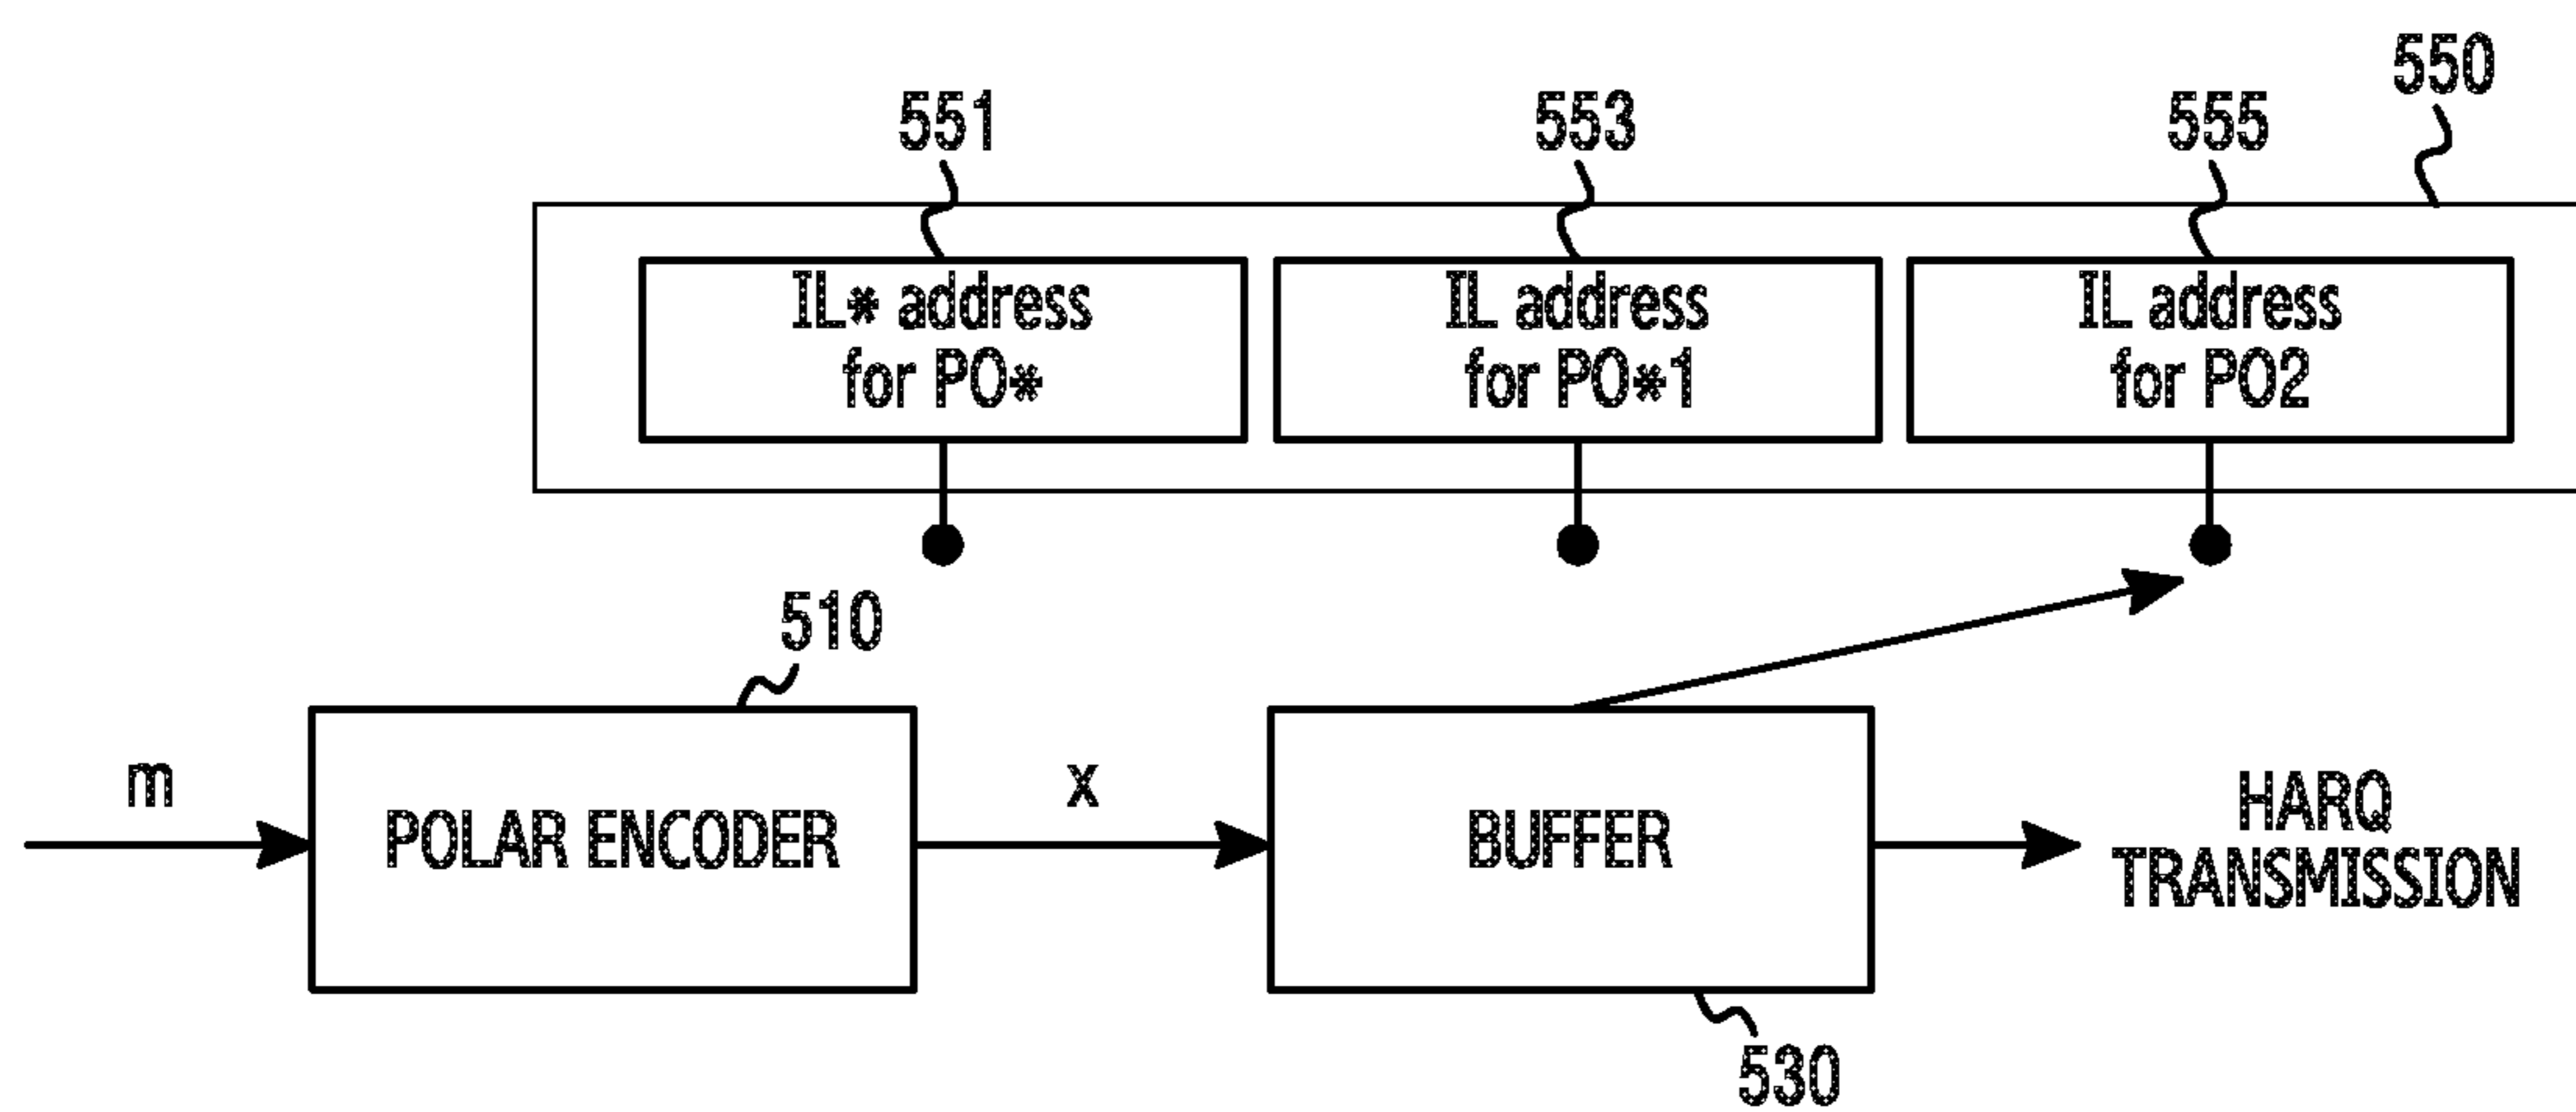 550
551
553
555
IL* address
for PO*
IL address
for PO*1
IL address
for PO2
510
m
POLAR ENCODER
x
BUFFER
HARQ
TRANSMISSION
530